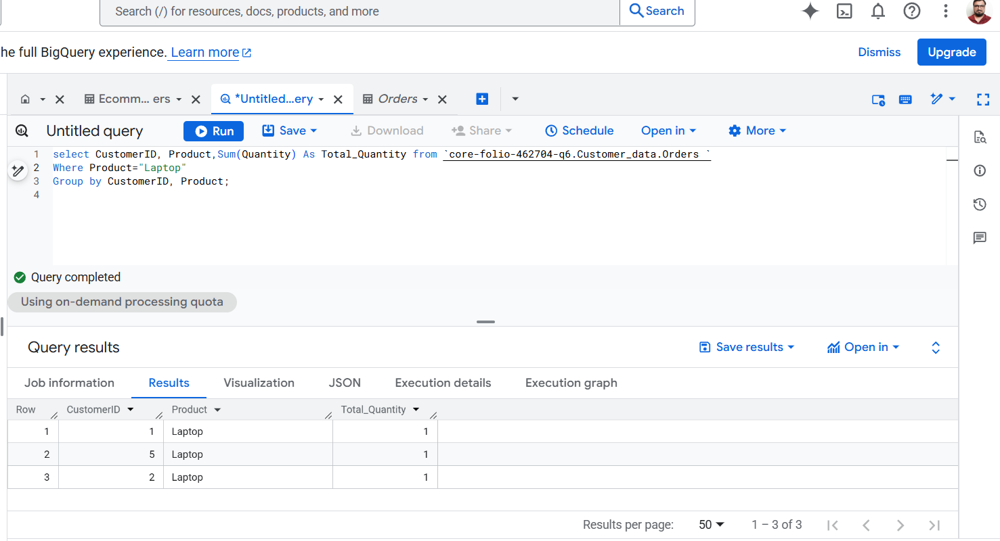 Search (/) for resources, docs, products, and more
Search
he full BigQuery experience. Learn more
Dismiss
Upgrade
Ecomm... ers
*Untitled...ery
Orders
Untitled query
Run
Save
Download
Share
Schedule
Open in
More
1 select CustomerID, Product,Sum(Quantity) As Total_Quantity from `core-folio-462704-q6.Customer_data.Orders `
2 Where Product="Laptop"
3 Group by CustomerID, Product;
4
Query completed
Using on-demand processing quota
Query results
Save results
Open in
Job information
Results
Visualization
JSON
Execution details
Execution graph
Row CustomerID Product Total_Quantity
1 1 Laptop 1
2 5 Laptop 1
3 2 Laptop 1
Results per page: 50 1 – 3 of 3